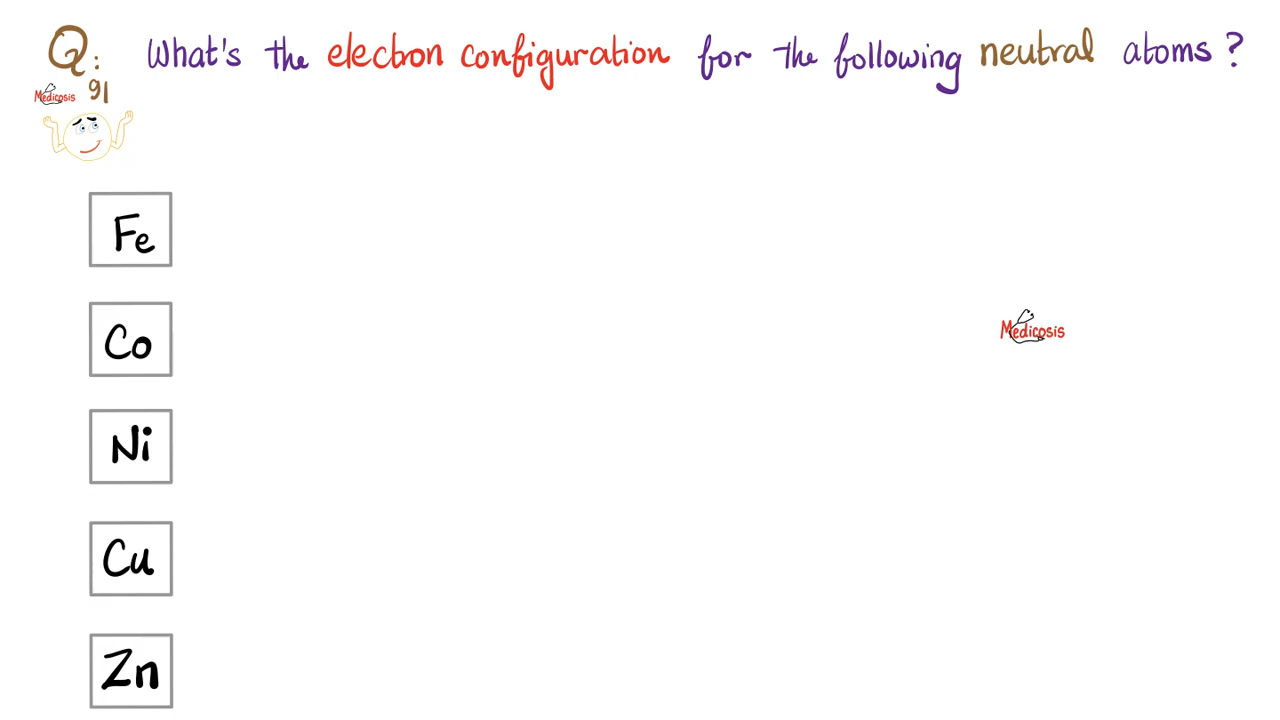 Q: What's the electron configuration for the following neutral atoms?
91
Medicosis
Fe
Co
Medicosis
Ni
Cu
Zn